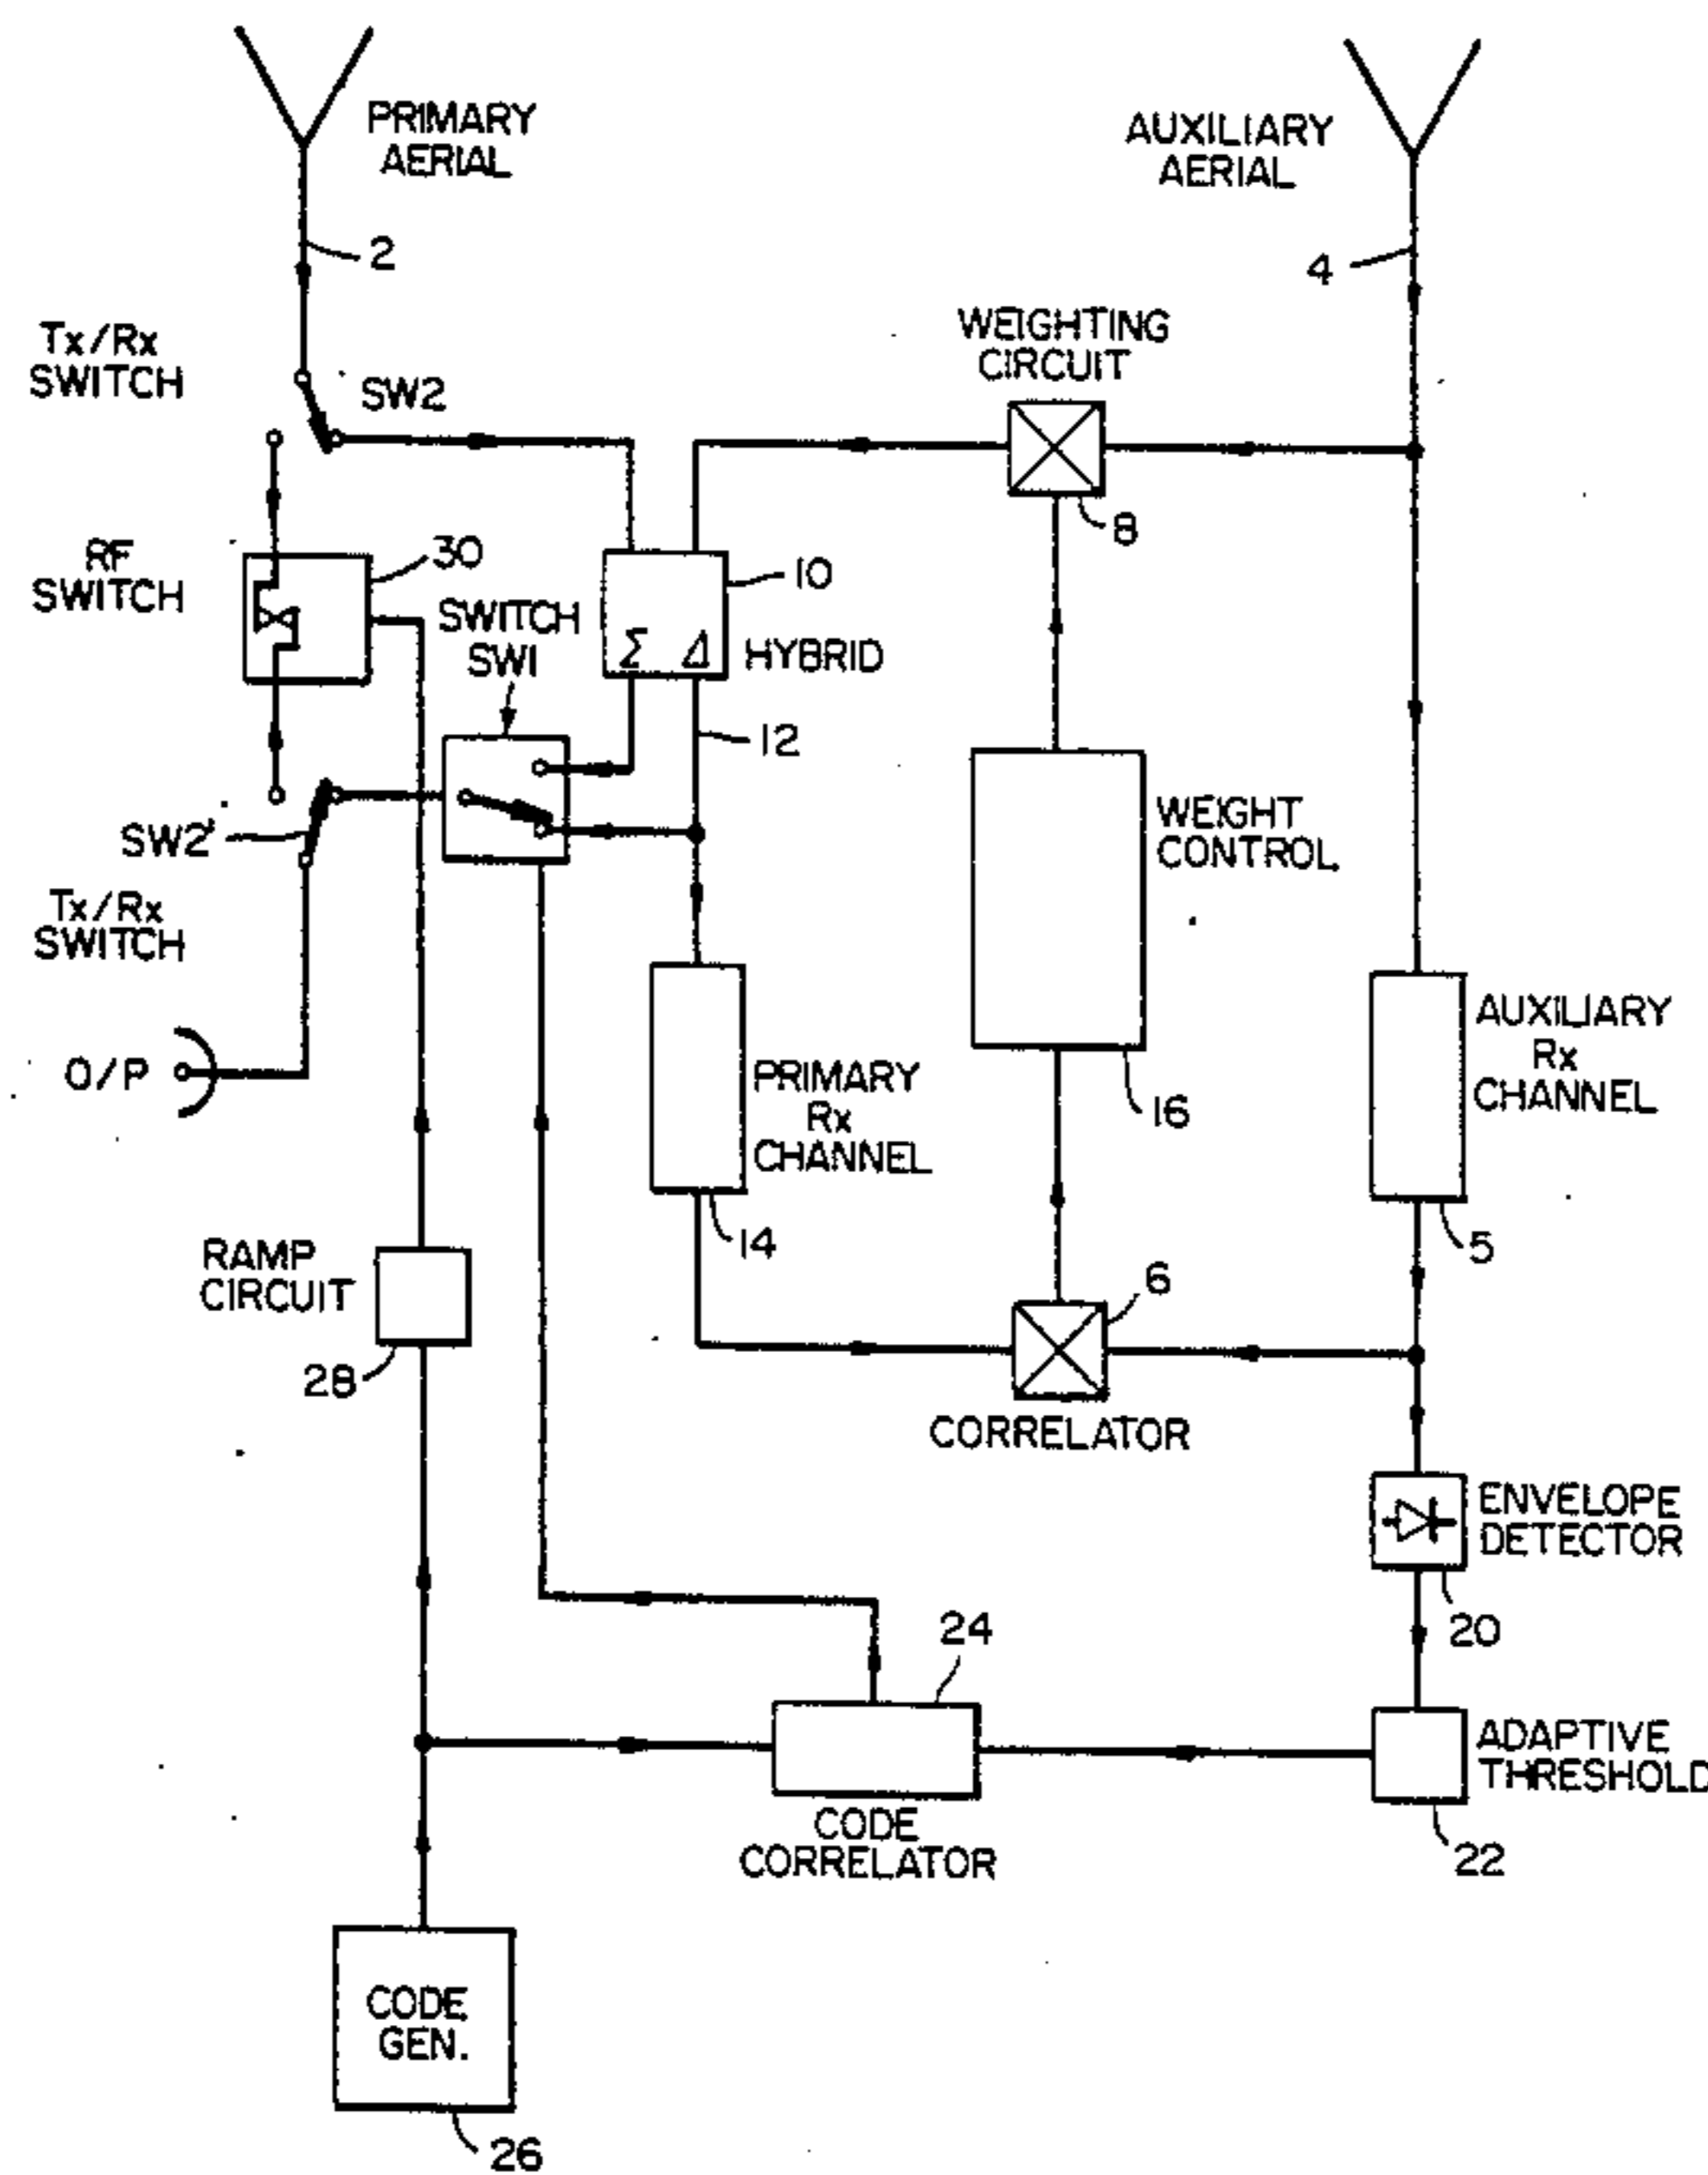 PRIMARY
AERIAL
AUXILIARY
AERIAL
2
4
Tx/Rx
SWITCH
SW2
WEIGHTING
CIRCUIT
8
RF
SWITCH
30
SWITCH
SW1
10
Σ Δ
HYBRID
12
SW2'
WEIGHT
CONTROL
Tx/Rx
SWITCH
O/P
PRIMARY
Rx
CHANNEL
16
AUXILIARY
Rx
CHANNEL
14
5
RAMP
CIRCUIT
28
6
CORRELATOR
ENVELOPE
DETECTOR
20
24
CODE
CORRELATOR
ADAPTIVE
THRESHOLD
22
CODE
GEN.
26